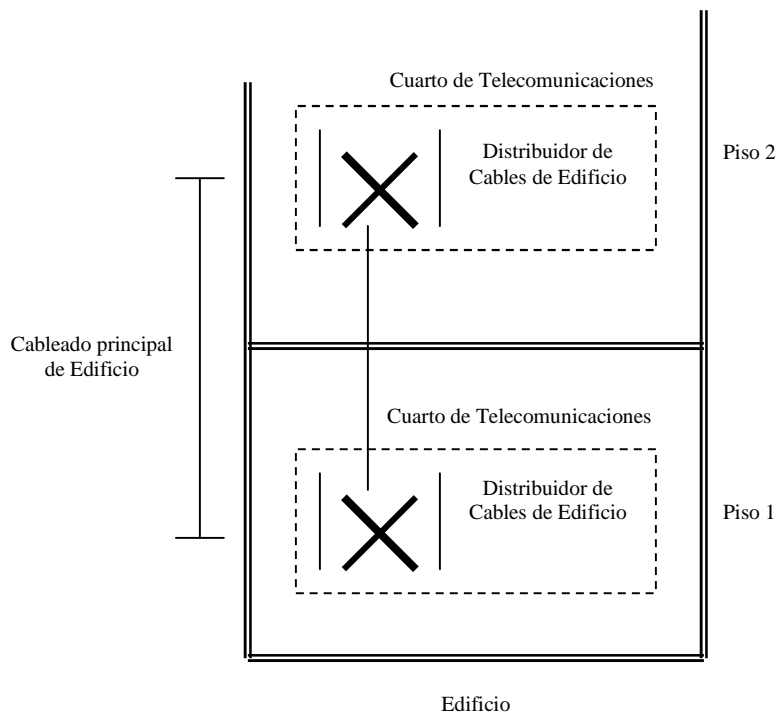 Cuarto de Telecomunicaciones
Distribuidor de
Cables de Edificio
Piso 2
Cableado principal
de Edificio
Cuarto de Telecomunicaciones
Distribuidor de
Cables de Edificio
Piso 1
Edificio